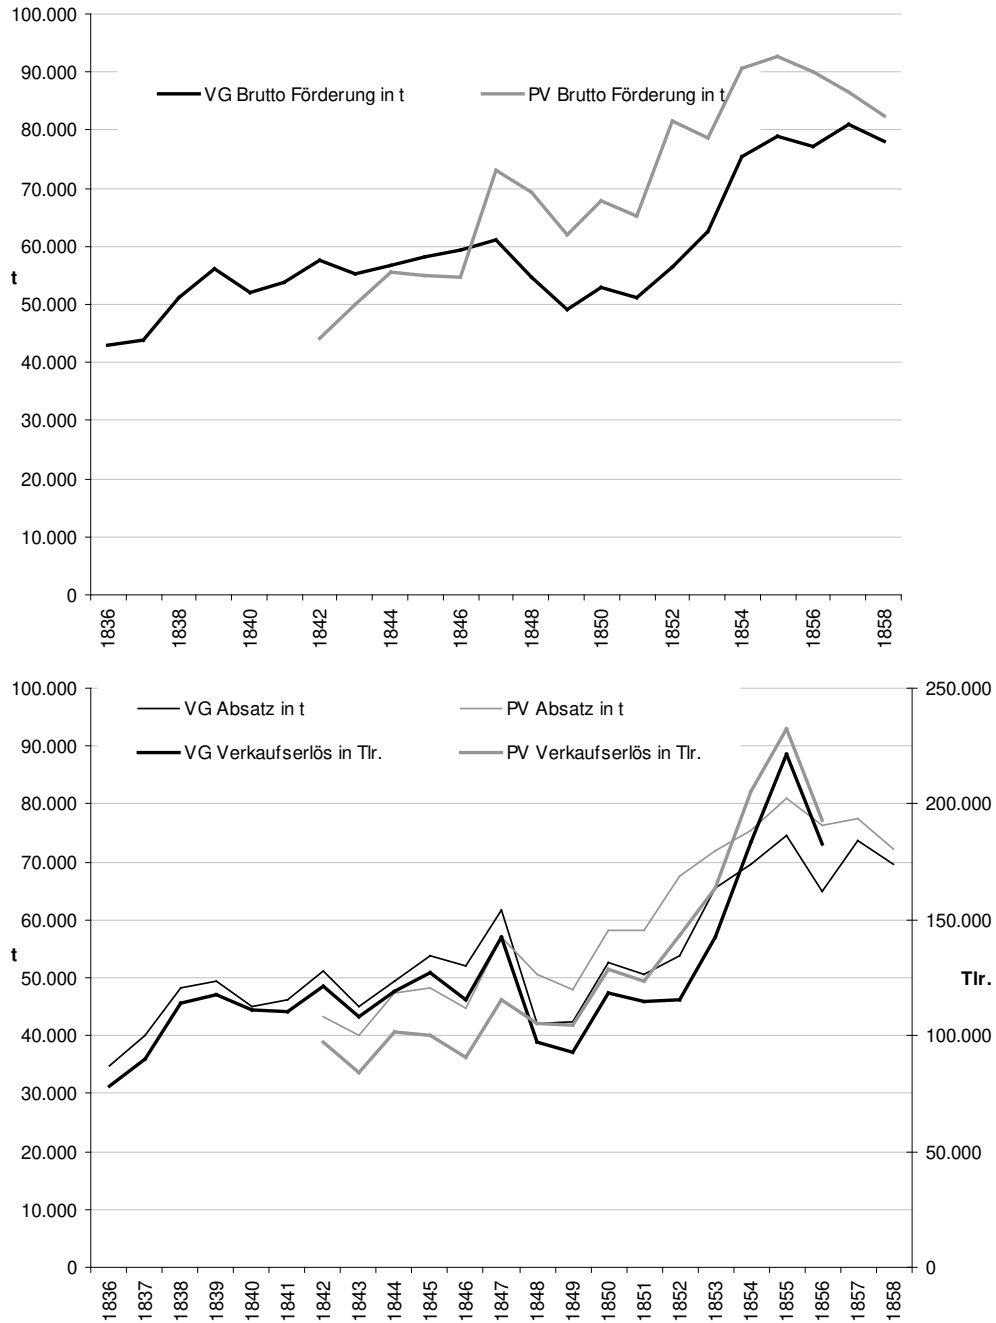 100.000
90.000
VG Brutto Förderung in t PV Brutto Förderung in t
80.000
70.000
60.000
t
50.000
40.000
30.000
20.000
10.000
0
1836 1838 1840 1842 1844 1846 1848 1850 1852 1854 1856 1858
100.000 250.000
VG Absatz in t PV Absatz in t
VG Verkaufserlös in Tlr. PV Verkaufserlös in Tlr.
90.000
80.000 200.000
70.000
60.000 150.000
t
50.000
Tlr.
40.000 100.000
30.000
20.000 50.000
10.000
0 0
1836 1837 1838 1839 1840 1841 1842 1843 1844 1845 1846 1847 1848 1849 1850 1851 1852 1853 1854 1855 1856 1857 1858